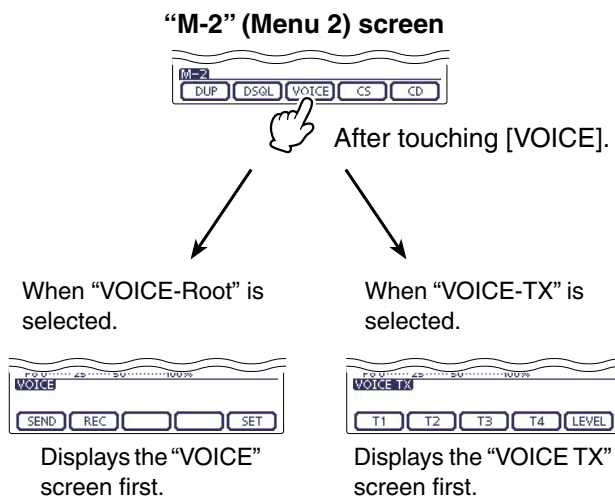 “M-2” (Menu 2) screen
M-2
DUP DSQL VOICE CS CD
After touching [VOICE].
When “VOICE-Root” is
selected.
VOICE
SEND REC SET
Displays the “VOICE”
screen first.
When “VOICE-TX” is
selected.
VOICE TX
T1 T2 T3 T4 LEVEL
Displays the “VOICE TX”
screen first.